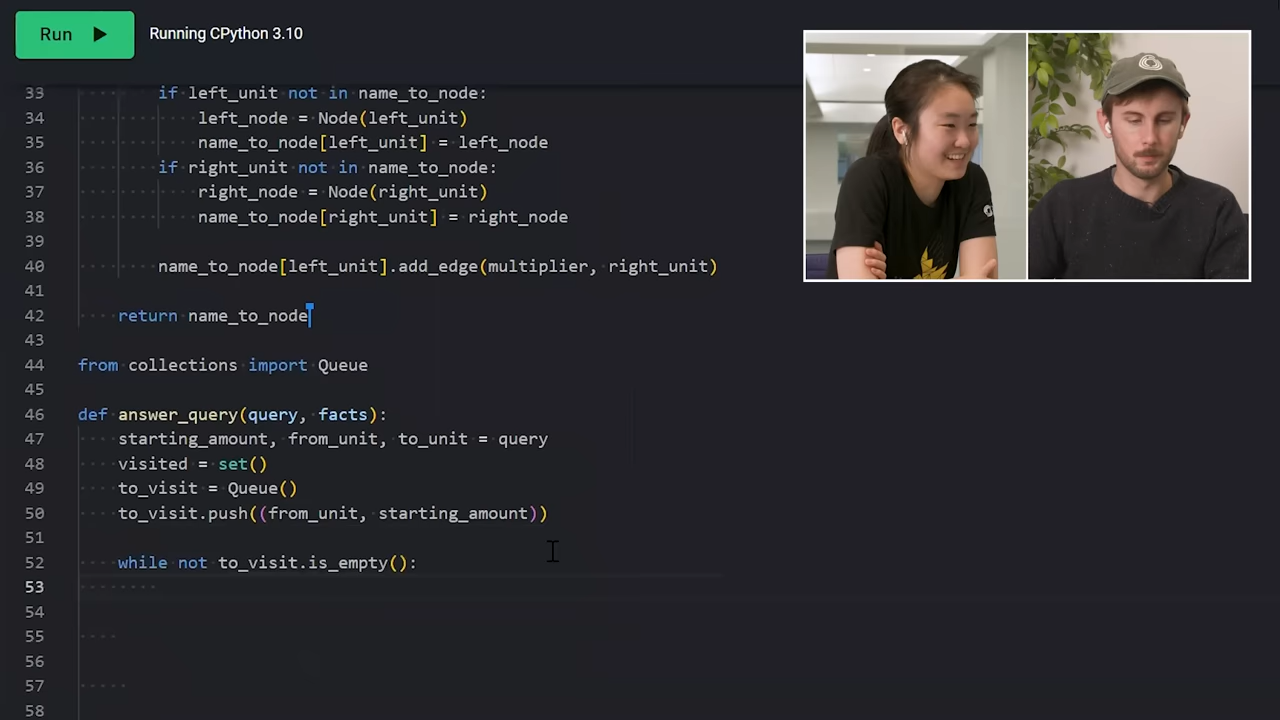 Run
Running CPython 3.10
33 if left_unit not in name_to_node:
34 left_node = Node(left_unit)
35 name_to_node[left_unit] = left_node
36 if right_unit not in name_to_node:
37 right_node = Node(right_unit)
38 name_to_node[right_unit] = right_node
39
40 name_to_node[left_unit].add_edge(multiplier, right_unit)
41
42 return name_to_node
43
44 from collections import Queue
45
46 def answer_query(query, facts):
47 starting_amount, from_unit, to_unit = query
48 visited = set()
49 to_visit = Queue()
50 to_visit.push((from_unit, starting_amount))
51
52 while not to_visit.is_empty():
53
54
55
56
57
58